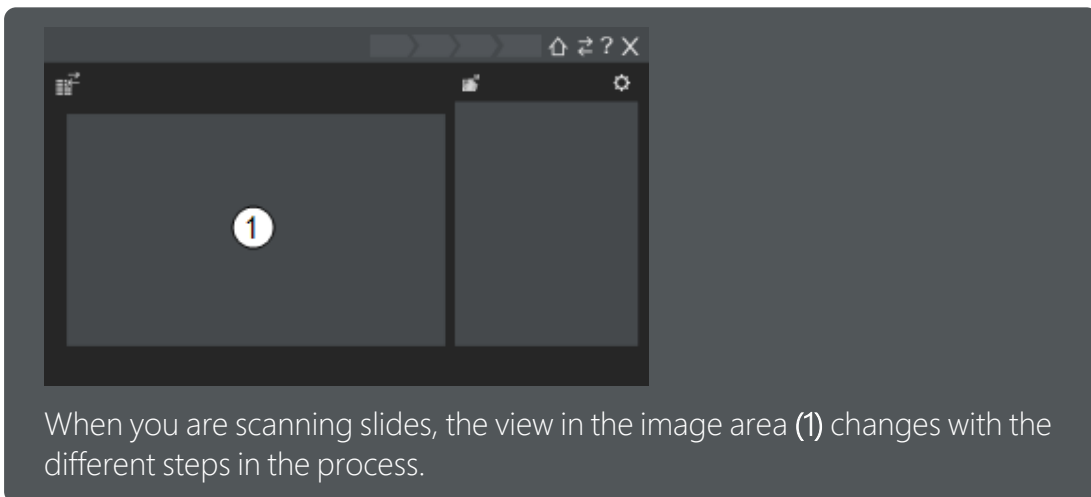 ? X
1
When you are scanning slides, the view in the image area (1) changes with the
different steps in the process.